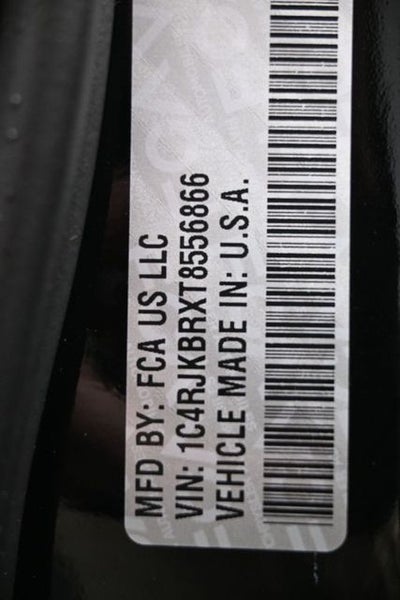 MFD BY: FCA US LLC
VIN: 1C4RJKBRXT8556866
VEHICLE MADE IN: U.S.A.